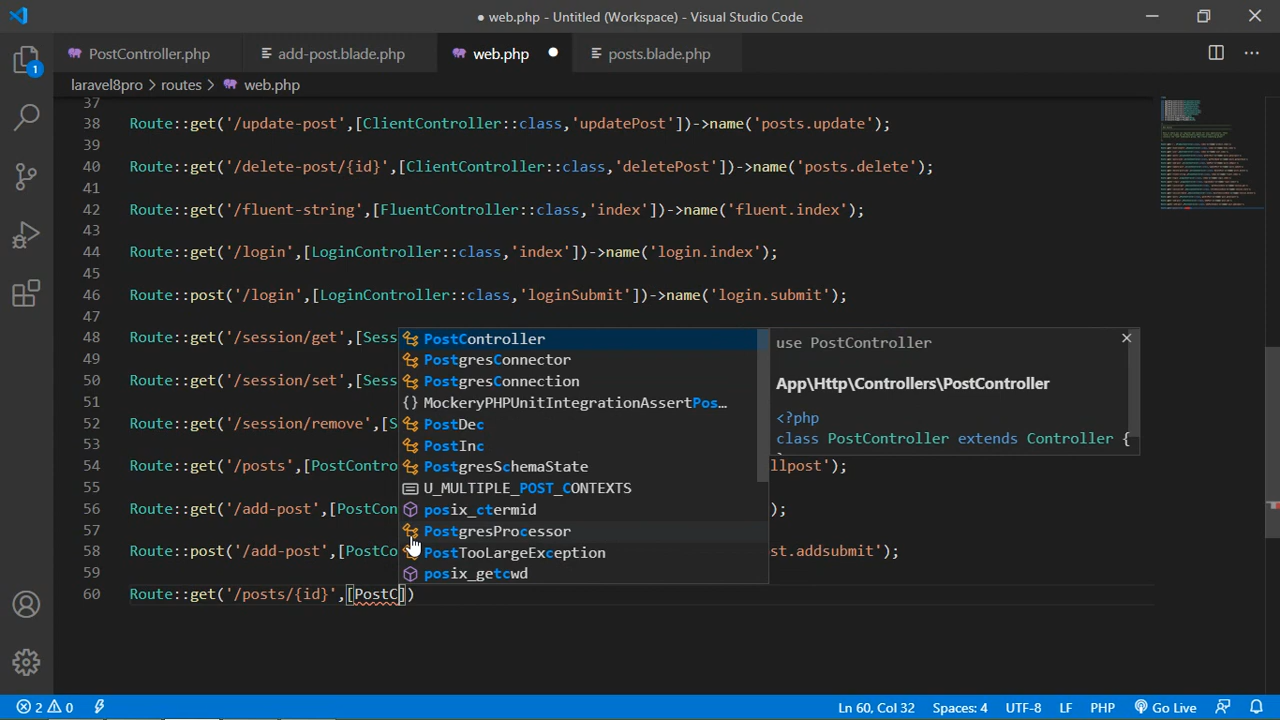 ● web.php - Untitled (Workspace) - Visual Studio Code
1
PostController.php
add-post.blade.php
web.php
posts.blade.php
laravel8pro > routes > web.php
37
38 Route::get('/update-post',[ClientController::class,'updatePost'])->name('posts.update');
39
40 Route::get('/delete-post/{id}',[ClientController::class,'deletePost'])->name('posts.delete');
41
42 Route::get('/fluent-string',[FluentController::class,'index'])->name('fluent.index');
43
44 Route::get('/login',[LoginController::class,'index'])->name('login.index');
45
46 Route::post('/login',[LoginController::class,'loginSubmit'])->name('login.submit');
47
48 Route::get('/session/get',[Sess
49
50 Route::get('/session/set',[Sess
51
52 Route::get('/session/remove',[S
53
54 Route::get('/posts',[PostContro llpost');
55
56 Route::get('/add-post',[PostCon );
57
58 Route::post('/add-post',[PostCo st.addsubmit');
59
60 Route::get('/posts/{id}',[PostC])
PostController
PostgresConnector
PostgresConnection
{} MockeryPHPUnitIntegrationAssertPos...
PostDec
PostInc
PostgresSchemaState
U_MULTIPLE_POST_CONTEXTS
posix_ctermid
PostgresProcessor
PostTooLargeException
posix_getcwd
use PostController
App\Http\Controllers\PostController
<?php
class PostController extends Controller {
2 0
Ln 60, Col 32
Spaces: 4
UTF-8
LF
PHP
Go Live